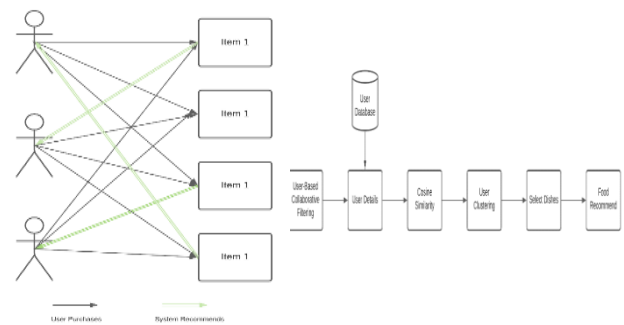 Item 1
Item 1
Item 1
Item 1
User Purchases
System Recommends
User
Database
User-Based
Collaborative
Filtering
User Details
Cosine
Similarity
User
Clustering
Select Dishes
Food
Recommend